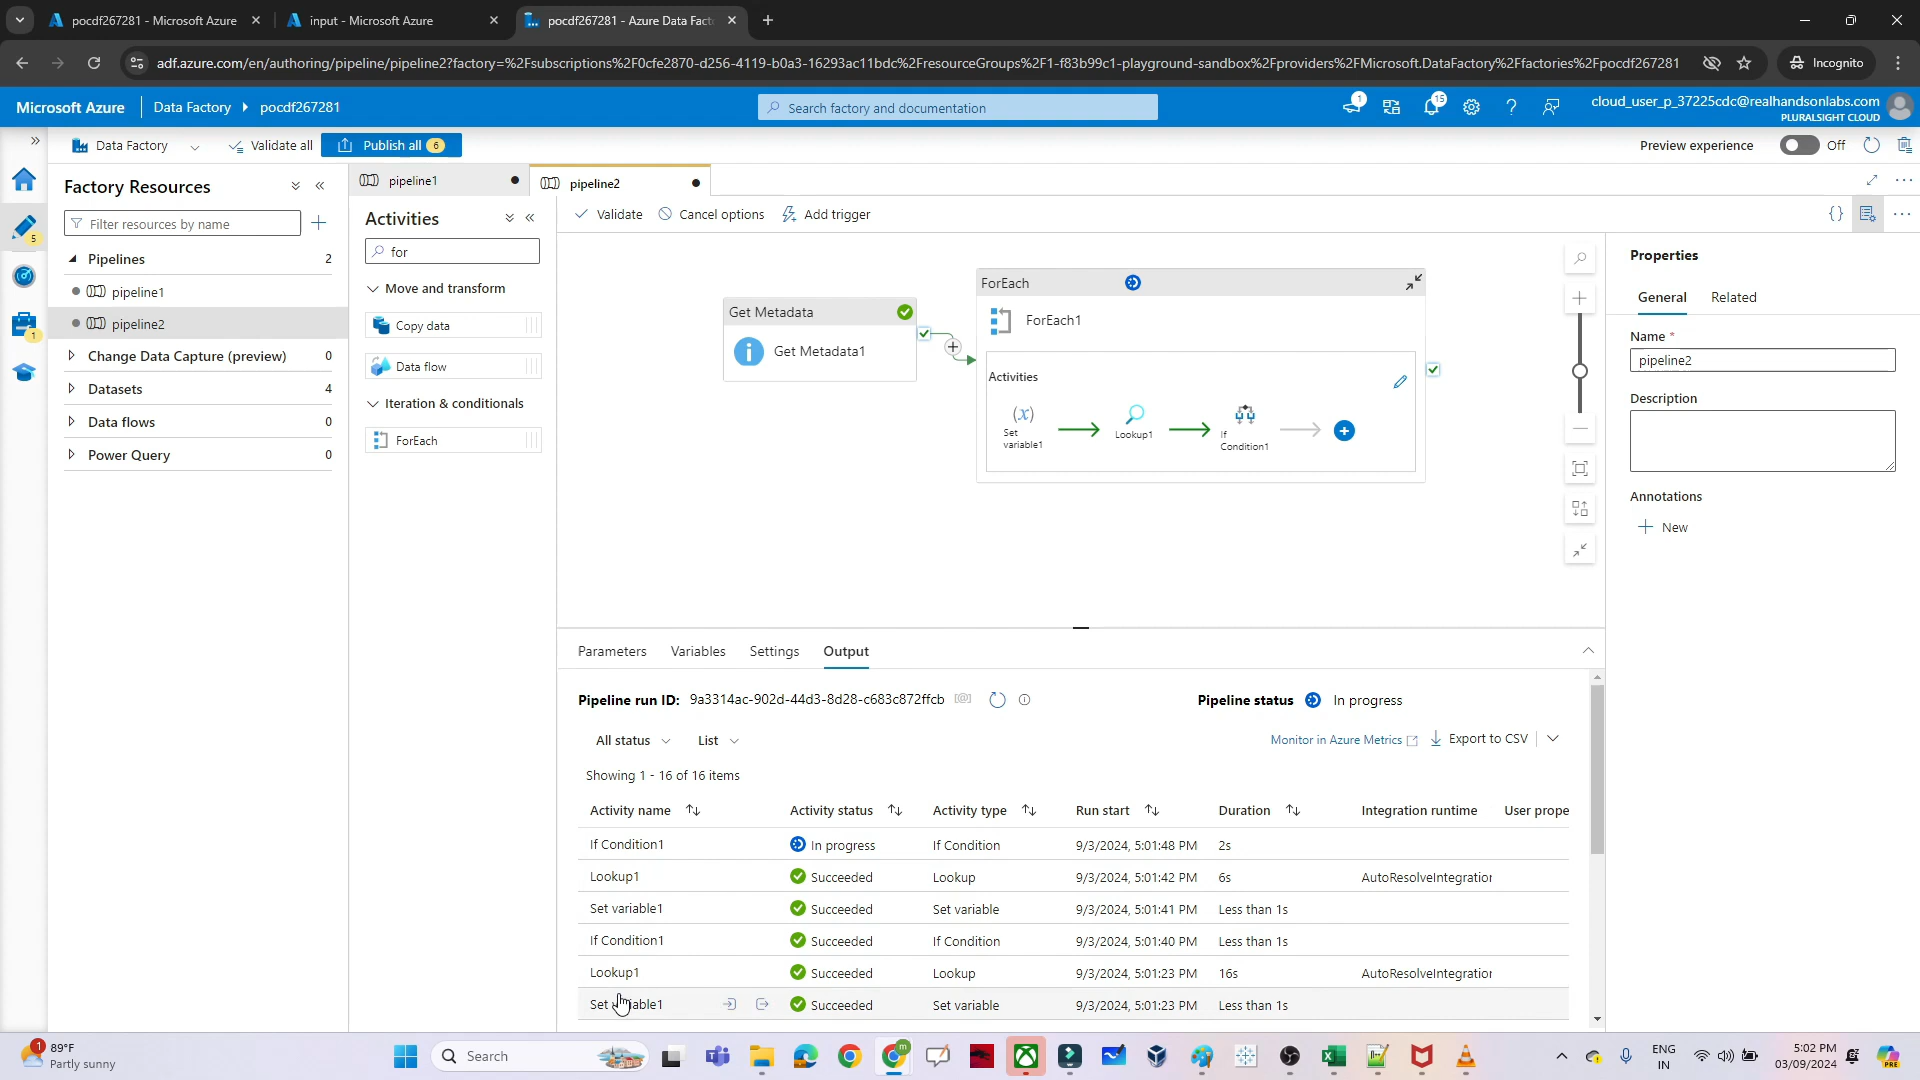 pocdf267281 - Microsoft Azure
input - Microsoft Azure
pocdf267281 - Azure Data Fact
adf.azure.com/en/authoring/pipeline/pipeline2?factory=%2Fsubscriptions%2F0cfe2870-d256-4119-b0a3-16293ac11bdc%2FresourceGroups%2F1-f83b99c1-playground-sandbox%2Fproviders%2FMicrosoft.DataFactory%2Ffactories%2Fpocdf267281
Incognito
Microsoft Azure
Data Factory
pocdf267281
Search factory and documentation
1
15
cloud_user_p_37225cdc@realhandsonlabs.com
PLURALSIGHT CLOUD
Data Factory
Validate all
Publish all 6
Preview experience
Off
Factory Resources
Filter resources by name
Pipelines 2
pipeline1
pipeline2
Change Data Capture (preview) 0
Datasets 4
Data flows 0
Power Query 0
5
1
pipeline1
pipeline2
Activities
for
Move and transform
Copy data
Data flow
Iteration & conditionals
ForEach
Validate
Cancel options
Add trigger
Get Metadata
Get Metadata1
ForEach
ForEach1
Activities
(x)
Set
variable1
Lookup1
If
Condition1
Properties
General
Related
Name *
pipeline2
Description
Annotations
New
Parameters
Variables
Settings
Output
Pipeline run ID: 9a3314ac-902d-44d3-8d28-c683c872ffcb
Pipeline status In progress
All status
List
Monitor in Azure Metrics
Export to CSV
Showing 1 - 16 of 16 items
Activity name Activity status Activity type Run start Duration Integration runtime User prope
If Condition1 In progress If Condition 9/3/2024, 5:01:48 PM 2s
Lookup1 Succeeded Lookup 9/3/2024, 5:01:42 PM 6s AutoResolveIntegration
Set variable1 Succeeded Set variable 9/3/2024, 5:01:41 PM Less than 1s
If Condition1 Succeeded If Condition 9/3/2024, 5:01:40 PM Less than 1s
Lookup1 Succeeded Lookup 9/3/2024, 5:01:23 PM 16s AutoResolveIntegration
Set variable1 Succeeded Set variable 9/3/2024, 5:01:23 PM Less than 1s
1
89°F
Partly sunny
Search
m
ENG
IN
5:02 PM
03/09/2024
PRE